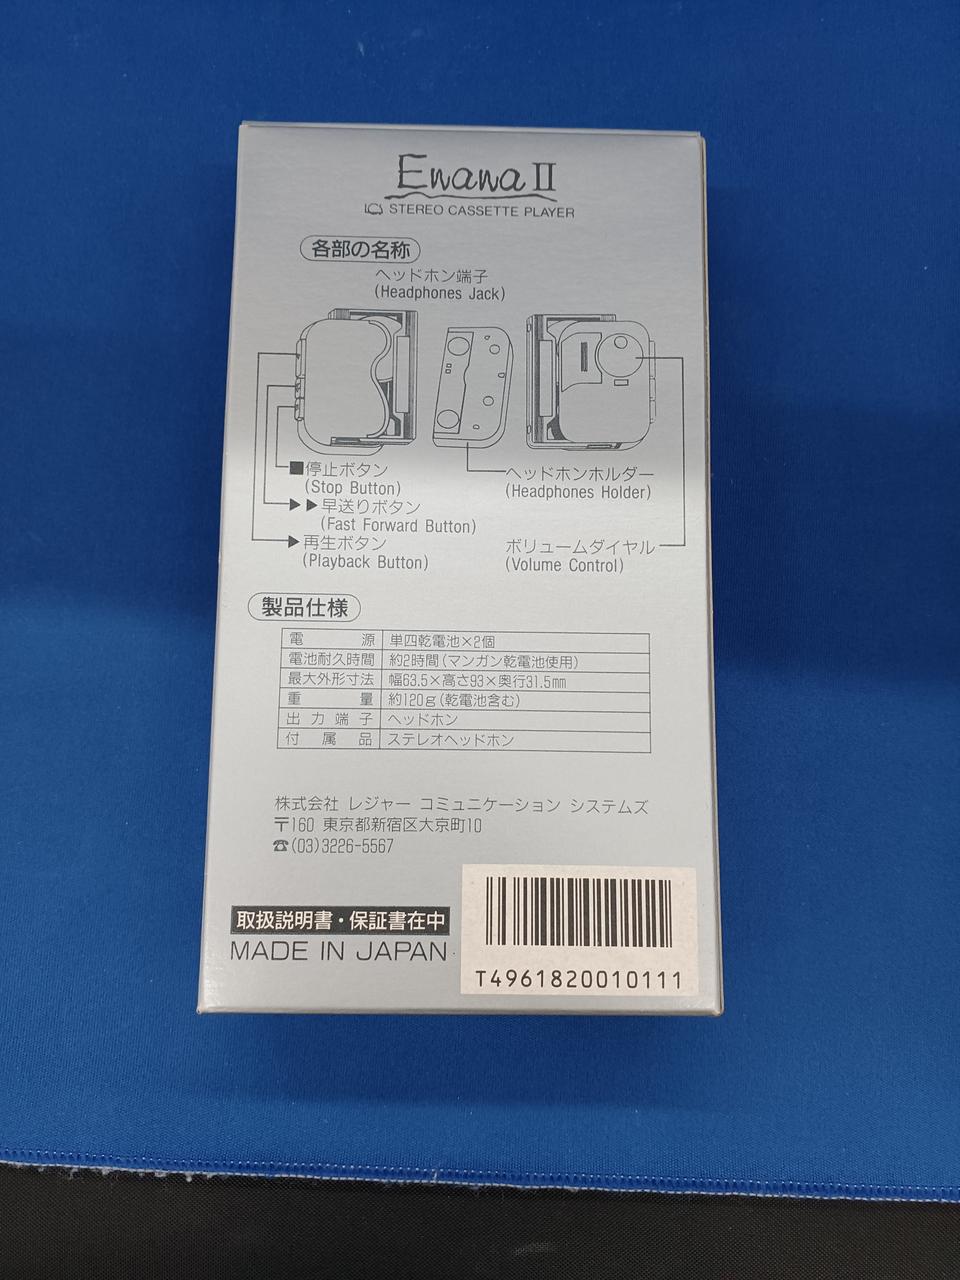 Enana II
STEREO CASSETTE PLAYER
各部の名称
ヘッドホン端子
(Headphones Jack)
■停止ボタン
(Stop Button)
▶▶早送りボタン
(Fast Forward Button)
▶再生ボタン
(Playback Button)
ヘッドホンホルダー
(Headphones Holder)
ボリュームダイヤル
(Volume Control)
製品仕様
電源 単四乾電池×2個
電池耐久時間 約2時間(マンガン乾電池使用)
最大外形寸法 幅63.5×高さ93×奥行31.5mm
重量 約120g(乾電池含む)
出力端子 ヘッドホン
付属品 ステレオヘッドホン
株式会社 レジャー コミュニケーション システムズ
〒160 東京都新宿区大京町10
☎(03)3226-5567
取扱説明書・保証書在中
MADE IN JAPAN
T4961820010111